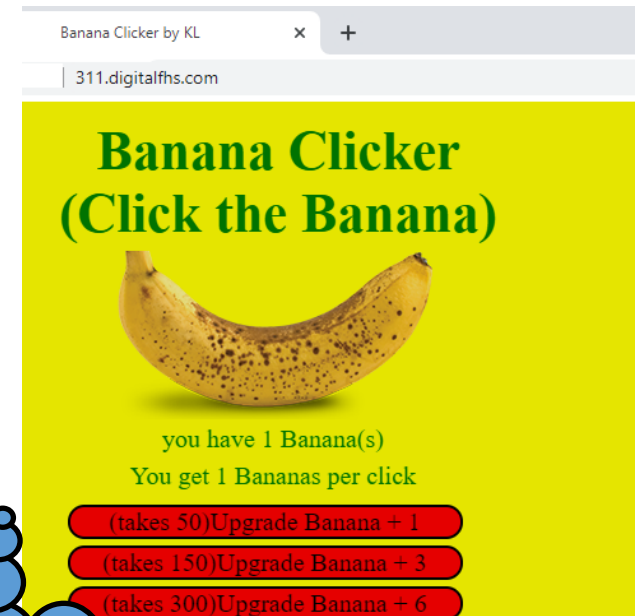 Banana Clicker by KL
311.digitalfhs.com
Banana Clicker
(Click the Banana)
you have 1 Banana(s)
You get 1 Bananas per click
(takes 50)Upgrade Banana + 1
(takes 150)Upgrade Banana + 3
(takes 300)Upgrade Banana + 6